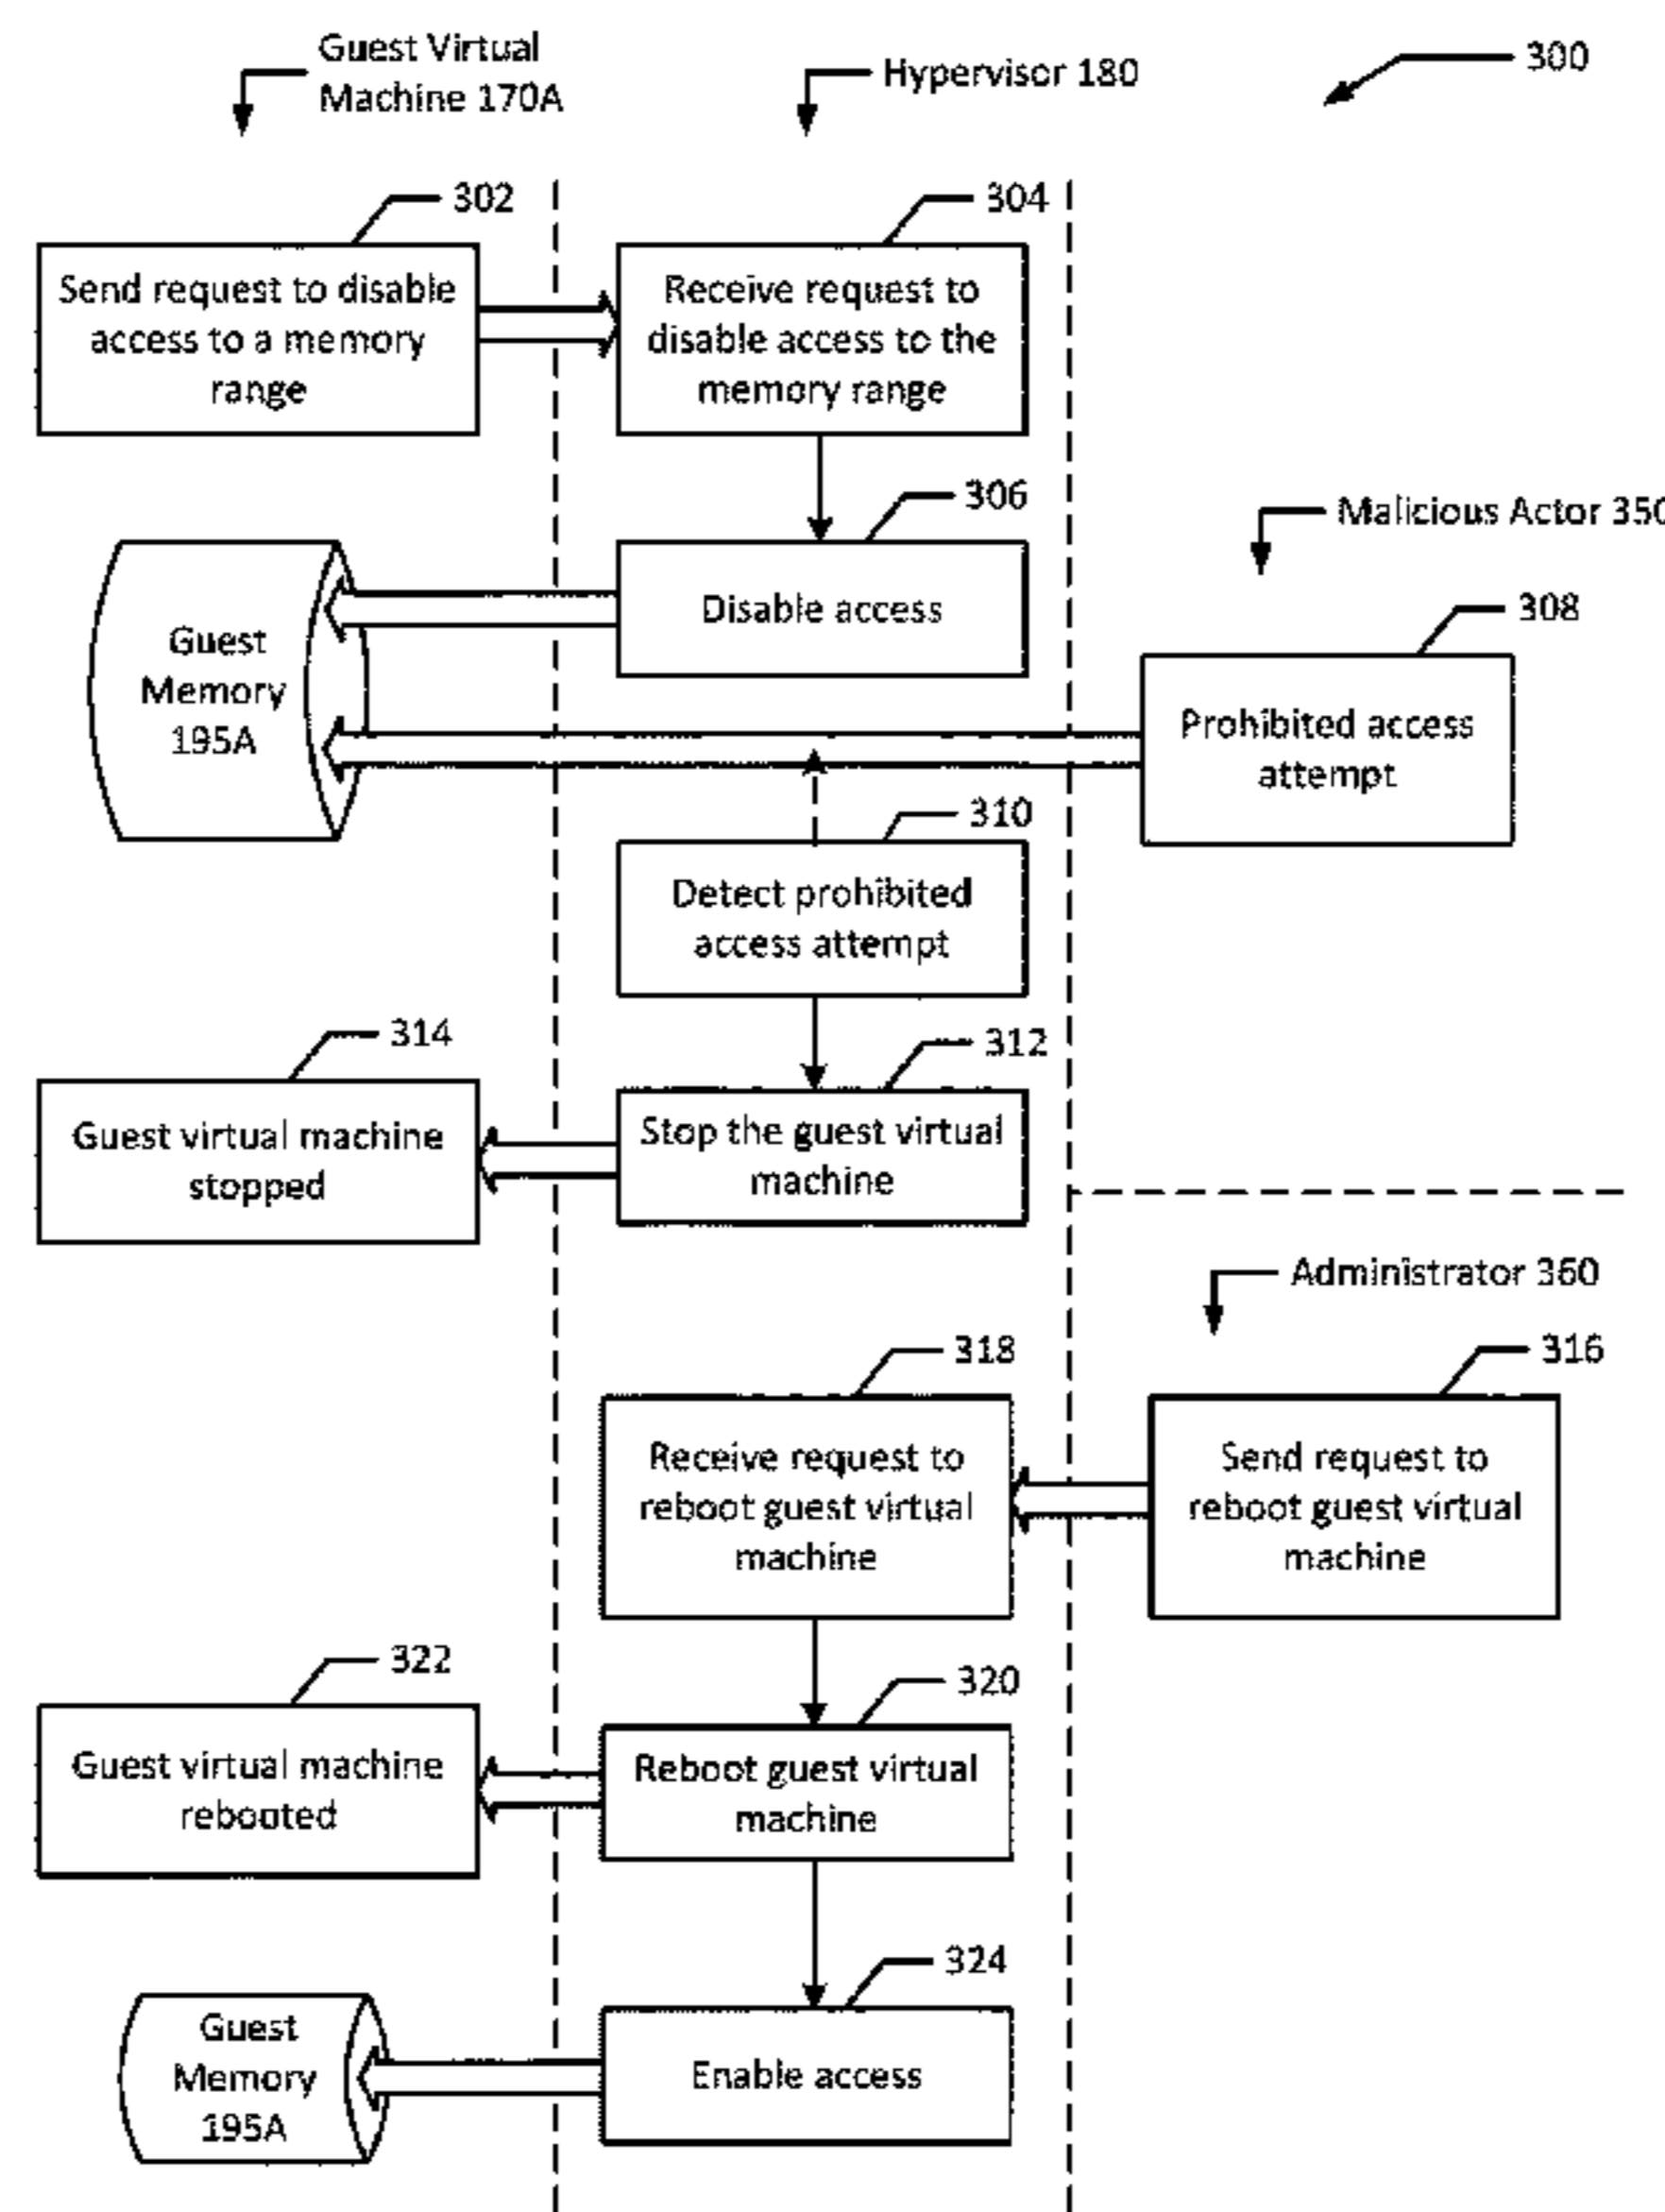 Guest Virtual
Machine 170A
Hypervisor 180
300
302
304
Send request to disable
access to a memory
range
Receive request to
disable access to the
memory range
306
Malicious Actor 350
Disable access
308
Guest
Memory
195A
Prohibited access
attempt
310
Detect prohibited
access attempt
314
312
Guest virtual machine
stopped
Stop the guest virtual
machine
Administrator 360
318
316
Receive request to
reboot guest virtual
machine
Send request to
reboot guest virtual
machine
322
320
Guest virtual machine
rebooted
Reboot guest virtual
machine
324
Guest
Memory
195A
Enable access